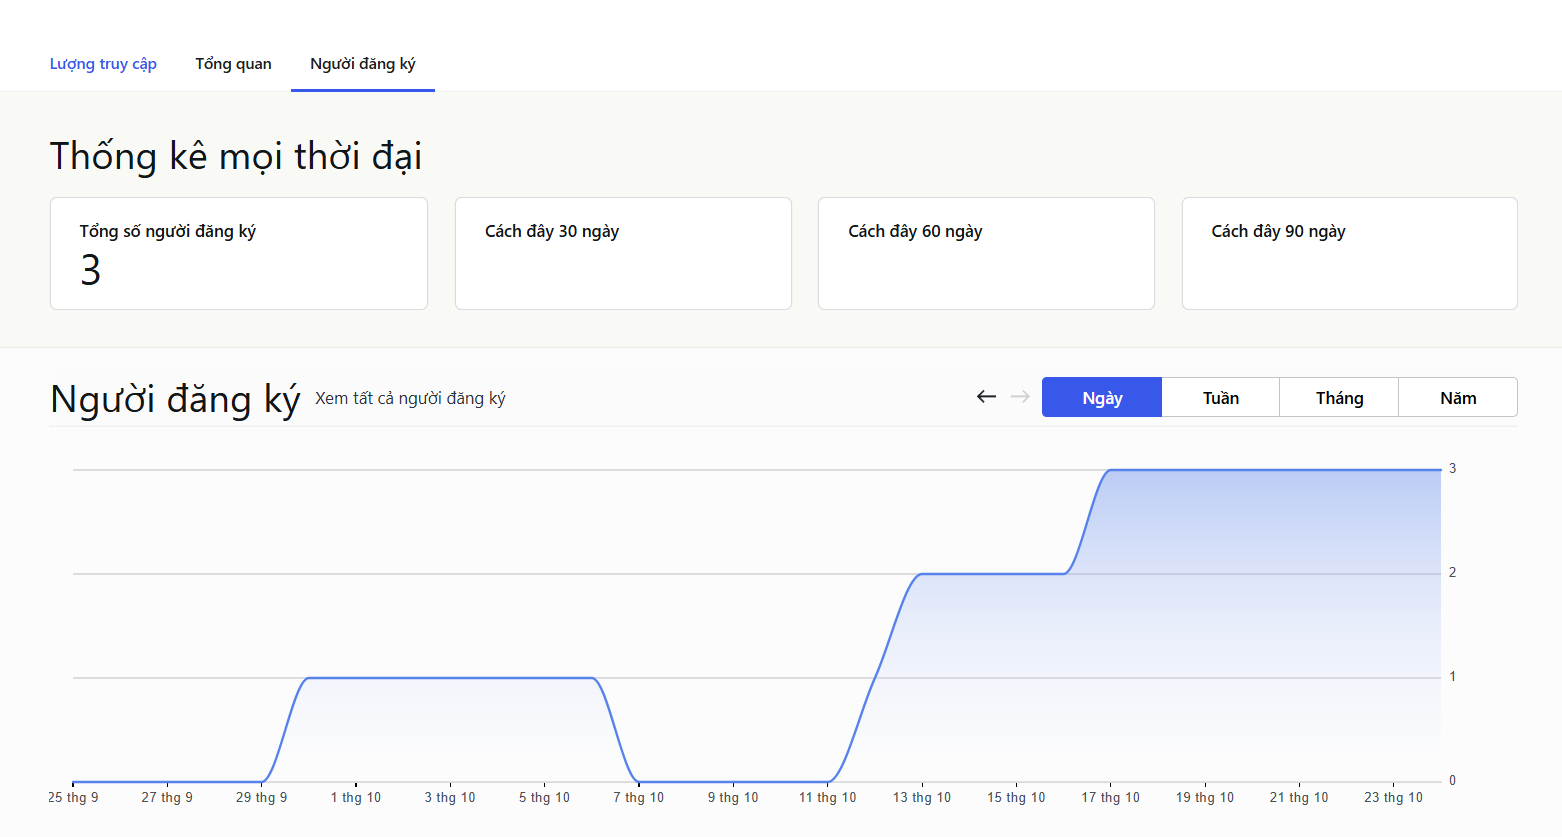 Lượng truy cập Tổng quan Người đăng ký
Thống kê mọi thời đại
Tổng số người đăng ký
3
Cách đây 30 ngày
Cách đây 60 ngày
Cách đây 90 ngày
Người đăng ký Xem tất cả người đăng ký
Ngày Tuần Tháng Năm
3
2
1
0
25 thg 9 27 thg 9 29 thg 9 1 thg 10 3 thg 10 5 thg 10 7 thg 10 9 thg 10 11 thg 10 13 thg 10 15 thg 10 17 thg 10 19 thg 10 21 thg 10 23 thg 10